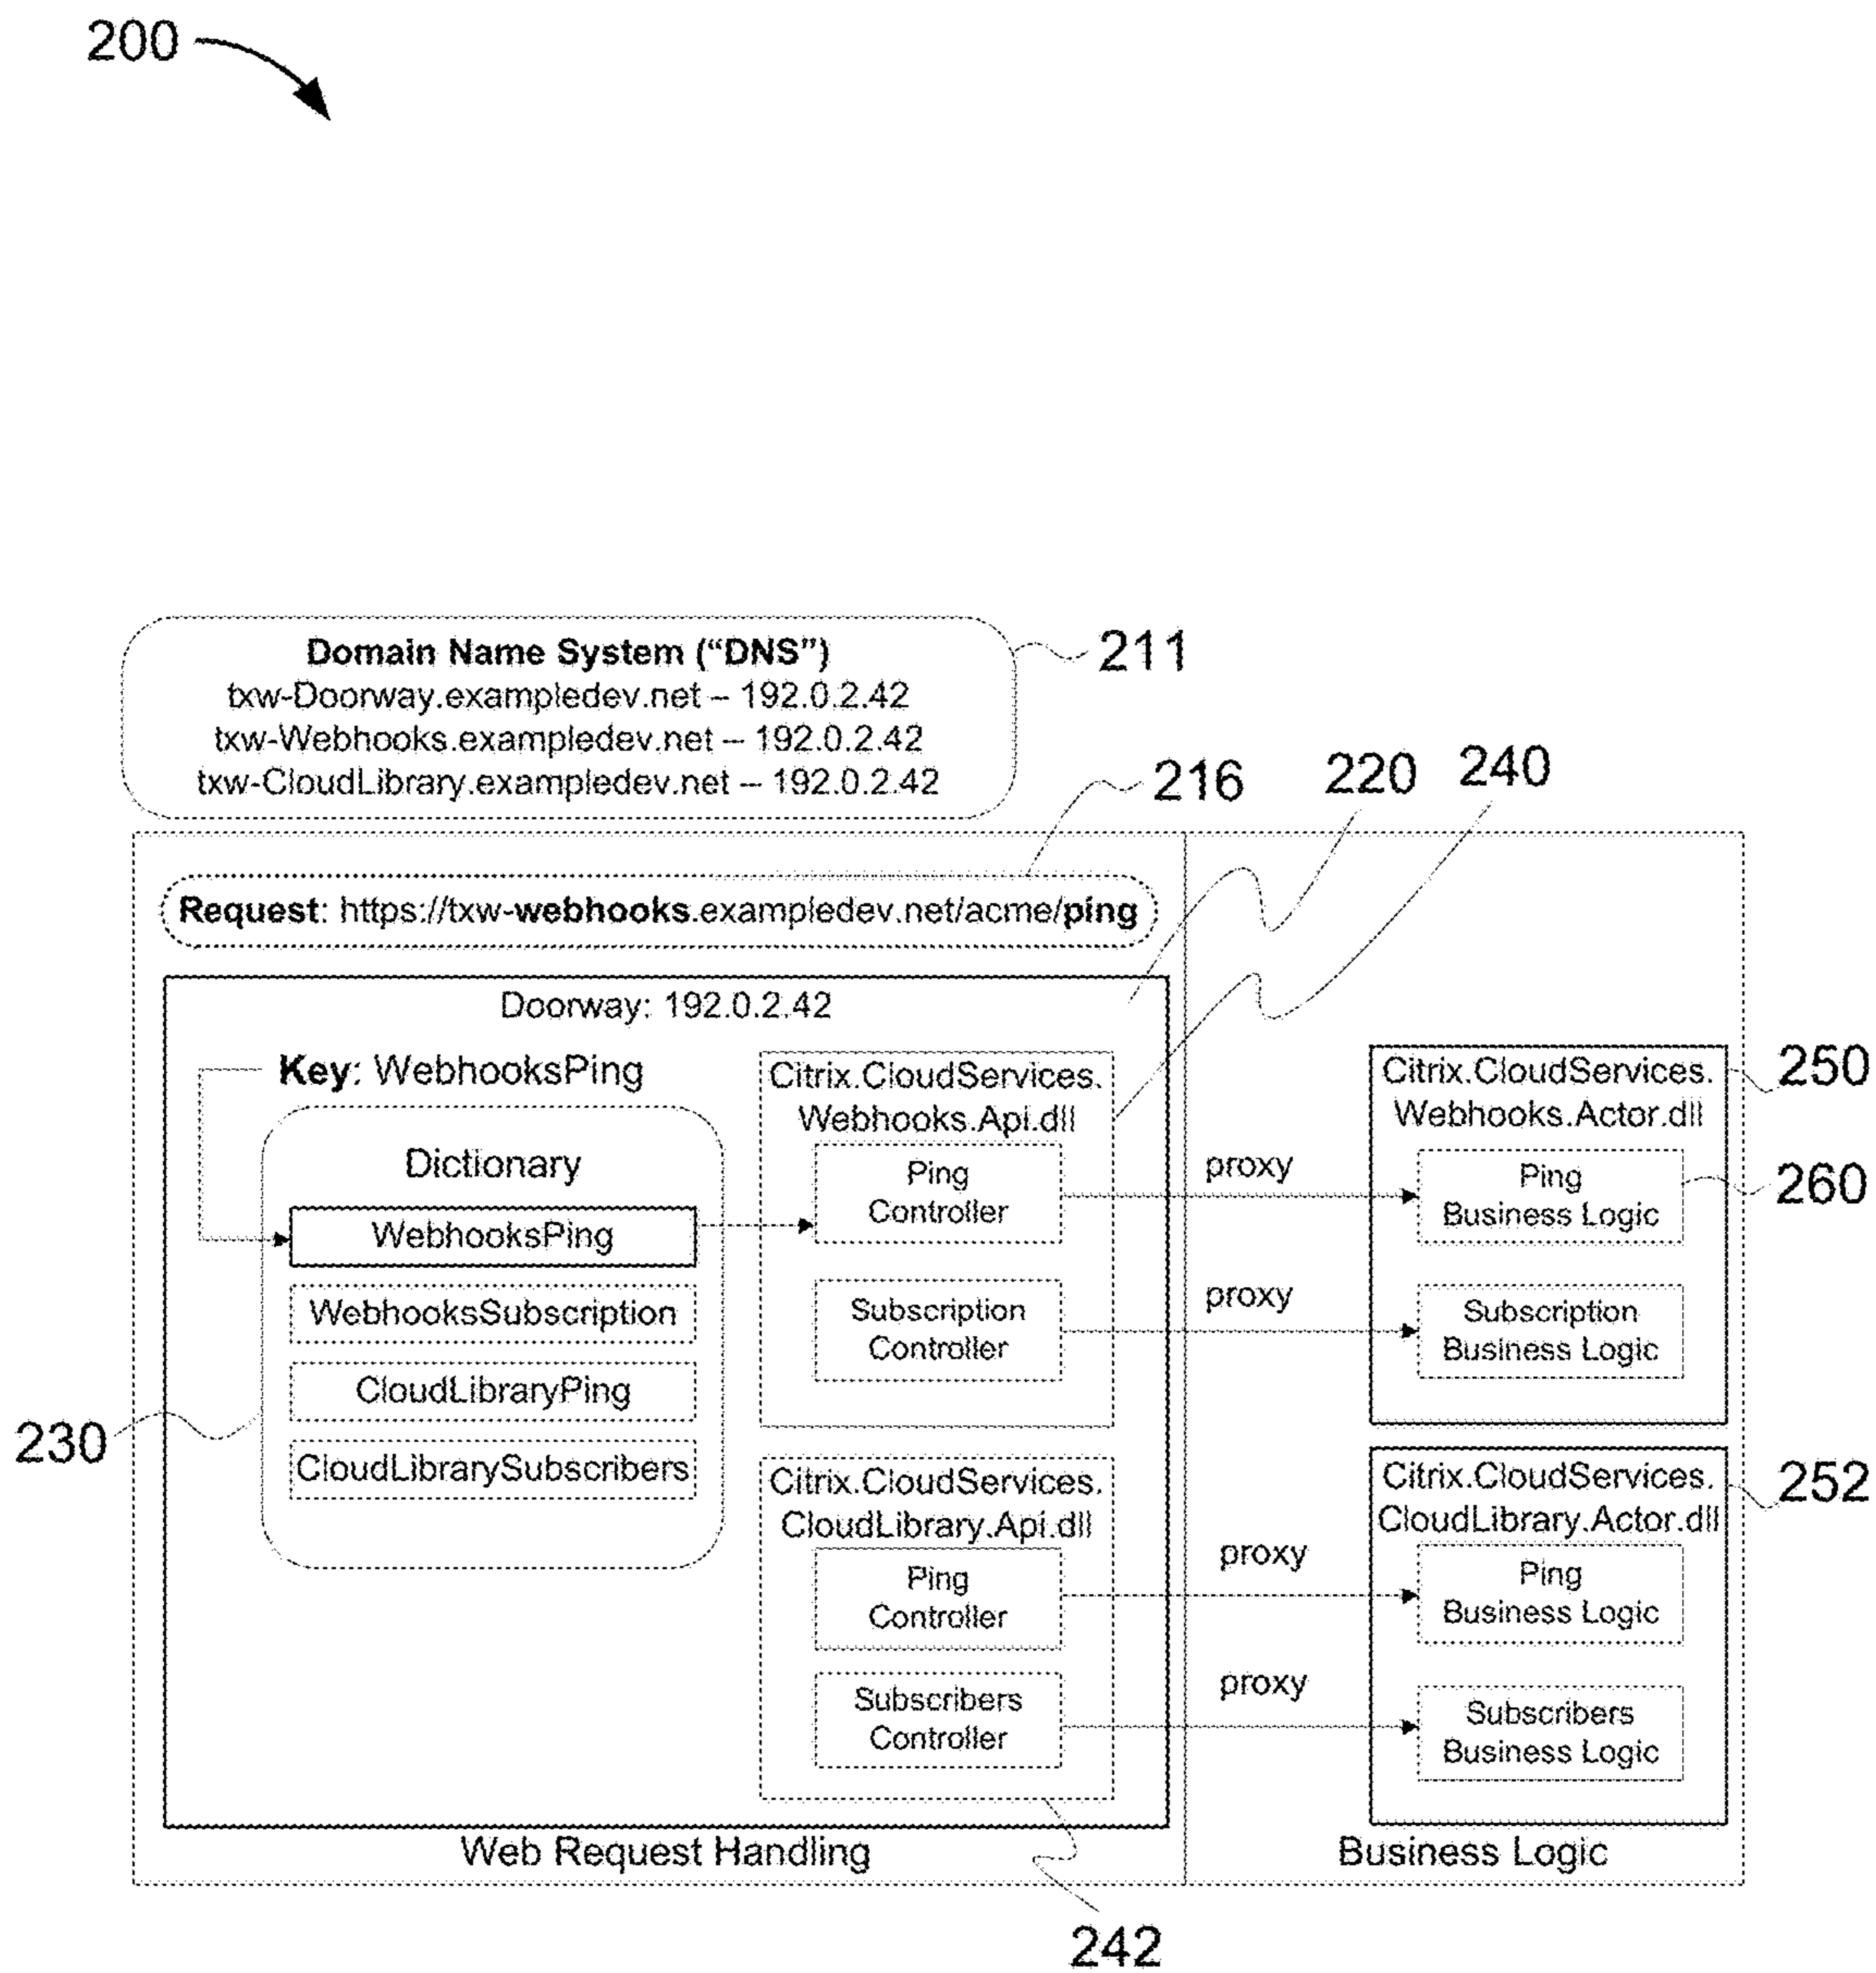 200
Domain Name System (“DNS”)
txw-Doorway.exampledev.net – 192.0.2.42
txw-Webhooks.exampledev.net – 192.0.2.42
txw-CloudLibrary.exampledev.net – 192.0.2.42
211
216
220
240
Request: https://txw-webhooks.exampledev.net/acme/ping
Doorway: 192.0.2.42
Key: WebhooksPing
Dictionary
WebhooksPing
WebhooksSubscription
CloudLibraryPing
CloudLibrarySubscribers
230
Citrix.CloudServices.
Webhooks.Api.dll
Ping
Controller
Subscription
Controller
Citrix.CloudServices.
CloudLibrary.Api.dll
Ping
Controller
Subscribers
Controller
242
proxy
proxy
proxy
proxy
Citrix.CloudServices.
Webhooks.Actor.dll
250
Ping
Business Logic
260
Subscription
Business Logic
Citrix.CloudServices.
CloudLibrary.Actor.dll
252
Ping
Business Logic
Subscribers
Business Logic
Web Request Handling
Business Logic